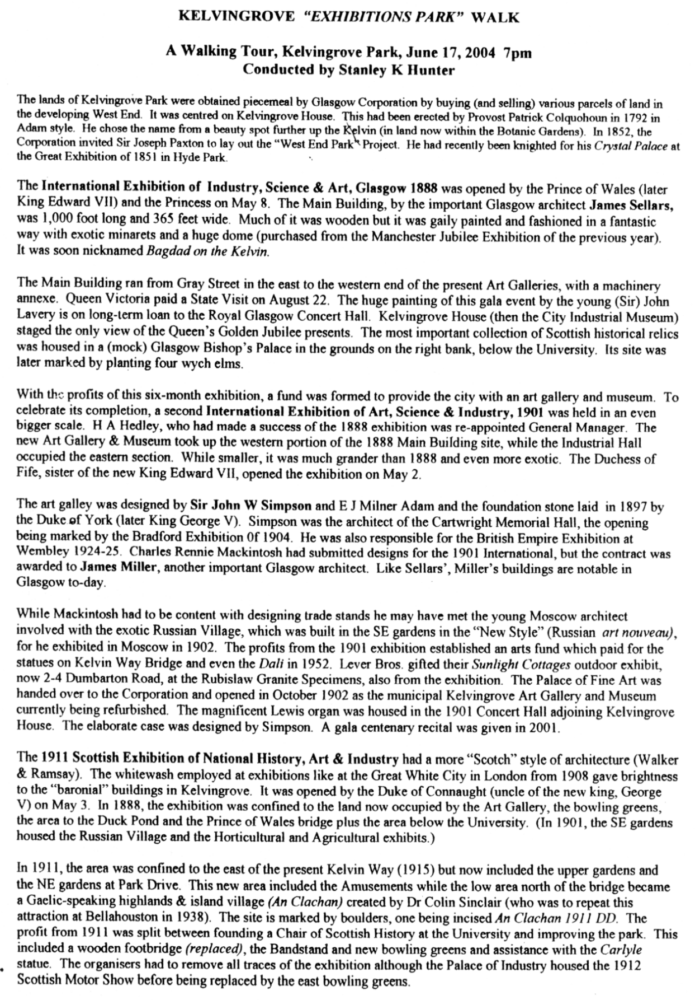 KELVINGROVE "EXHIBITIONS PARK" WALK
A Walking Tour, Kelvingrove Park, June 17, 2004 7pm
Conducted by Stanley K Hunter
The lands of Kelvingrove Park were obtained piecemeal by Glasgow Corporation by buying (and selling) various parcels of land in
the developing West End. It was centred on Kelvingrove House. This had been erected by Provost Patrick Colquhoun in 1792 in
Adam style. He chose the name from a beauty spot further up the Kelvin (in land now within the Botanic Gardens). In 1852, the
Corporation invited Sir Joseph Paxton to lay out the "West End Park" Project. He had recently been knighted for his Crystal Palace at
the Great Exhibition of 1851 in Hyde Park.
The International Exhibition of Industry, Science & Art, Glasgow 1888 was opened by the Prince of Wales (later
King Edward VII) and the Princess on May 8. The Main Building, by the important Glasgow architect James Sellars,
was 1,000 foot long and 365 feet wide. Much of it was wooden but it was gaily painted and fashioned in a fantastic
way with exotic minarets and a huge dome (purchased from the Manchester Jubilee Exhibition of the previous year).
It was soon nicknamed Bagdad on the Kelvin.
The Main Building ran from Gray Street in the east to the western end of the present Art Galleries, with a machinery
annexe. Queen Victoria paid a State Visit on August 22. The huge painting of this gala event by the young (Sir) John
Lavery is on long-term loan to the Royal Glasgow Concert Hall. Kelvingrove House (then the City Industrial Museum)
staged the only view of the Queen's Golden Jubilee presents. The most important collection of Scottish historical relics
was housed in a (mock) Glasgow Bishop's Palace in the grounds on the right bank, below the University. Its site was
later marked by planting four wych elms.
With the profits of this six-month exhibition, a fund was formed to provide the city with an art gallery and museum. To
celebrate its completion, a second International Exhibition of Art, Science & Industry, 1901 was held in an even
bigger scale. H A Hedley, who had made a success of the 1888 exhibition was re-appointed General Manager. The
new Art Gallery & Museum took up the western portion of the 1888 Main Building site, while the Industrial Hall
occupied the eastern section. While smaller, it was much grander than 1888 and even more exotic. The Duchess of
Fife, sister of the new King Edward VII, opened the exhibition on May 2.
The art galley was designed by Sir John W Simpson and E J Milner Adam and the foundation stone laid in 1897 by
the Duke of York (later King George V). Simpson was the architect of the Cartwright Memorial Hall, the opening
being marked by the Bradford Exhibition 0f 1904. He was also responsible for the British Empire Exhibition at
Wembley 1924-25. Charles Rennie Mackintosh had submitted designs for the 1901 International, but the contract was
awarded to James Miller, another important Glasgow architect. Like Sellars', Miller's buildings are notable in
Glasgow to-day.
While Mackintosh had to be content with designing trade stands he may have met the young Moscow architect
involved with the exotic Russian Village, which was built in the SE gardens in the "New Style" (Russian art nouveau),
for he exhibited in Moscow in 1902. The profits from the 1901 exhibition established an arts fund which paid for the
statues on Kelvin Way Bridge and even the Dali in 1952. Lever Bros. gifted their Sunlight Cottages outdoor exhibit,
now 2-4 Dumbarton Road, at the Rubislaw Granite Specimens, also from the exhibition. The Palace of Fine Art was
handed over to the Corporation and opened in October 1902 as the municipal Kelvingrove Art Gallery and Museum
currently being refurbished. The magnificent Lewis organ was housed in the 1901 Concert Hall adjoining Kelvingrove
House. The elaborate case was designed by Simpson. A gala centenary recital was given in 2001.
The 1911 Scottish Exhibition of National History, Art & Industry had a more "Scotch" style of architecture (Walker
& Ramsay). The whitewash employed at exhibitions like at the Great White City in London from 1908 gave brightness
to the "baronial" buildings in Kelvingrove. It was opened by the Duke of Connaught (uncle of the new king, George
V) on May 3. In 1888, the exhibition was confined to the land now occupied by the Art Gallery, the bowling greens,
the area to the Duck Pond and the Prince of Wales bridge plus the area below the University. (In 1901, the SE gardens
housed the Russian Village and the Horticultural and Agricultural exhibits.)
In 1911, the area was confined to the east of the present Kelvin Way (1915) but now included the upper gardens and
the NE gardens at Park Drive. This new area included the Amusements while the low area north of the bridge became
a Gaelic-speaking highlands & island village (An Clachan) created by Dr Colin Sinclair (who was to repeat this
attraction at Bellahouston in 1938). The site is marked by boulders, one being incised An Clachan 1911 DD. The
profit from 1911 was split between founding a Chair of Scottish History at the University and improving the park. This
included a wooden footbridge (replaced), the Bandstand and new bowling greens and assistance with the Carlyle
statue. The organisers had to remove all traces of the exhibition although the Palace of Industry housed the 1912
Scottish Motor Show before being replaced by the east bowling greens.